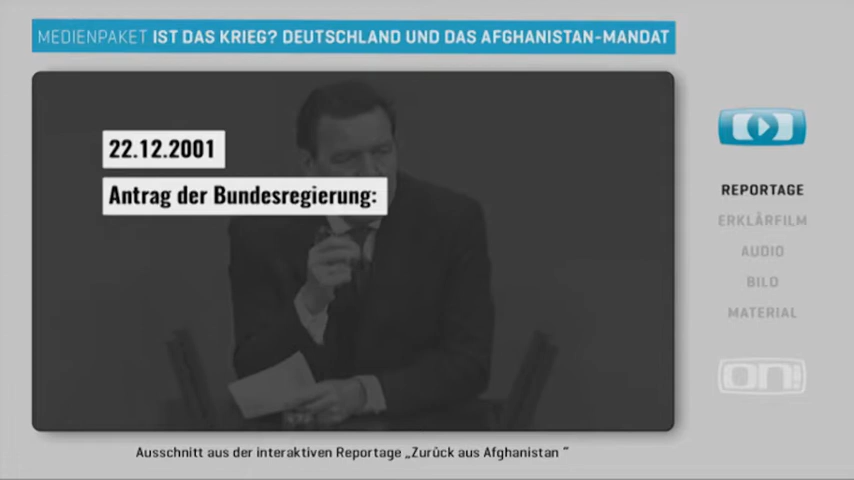 MEDIENPAKET IST DAS KRIEG? DEUTSCHLAND UND DAS AFGHANISTAN-MANDAT
22.12.2001
Antrag der Bundesregierung:
REPORTAGE
ERKLÄRFILM
AUDIO
BILD
MATERIAL
on!
Ausschnitt aus der interaktiven Reportage „Zurück aus Afghanistan “